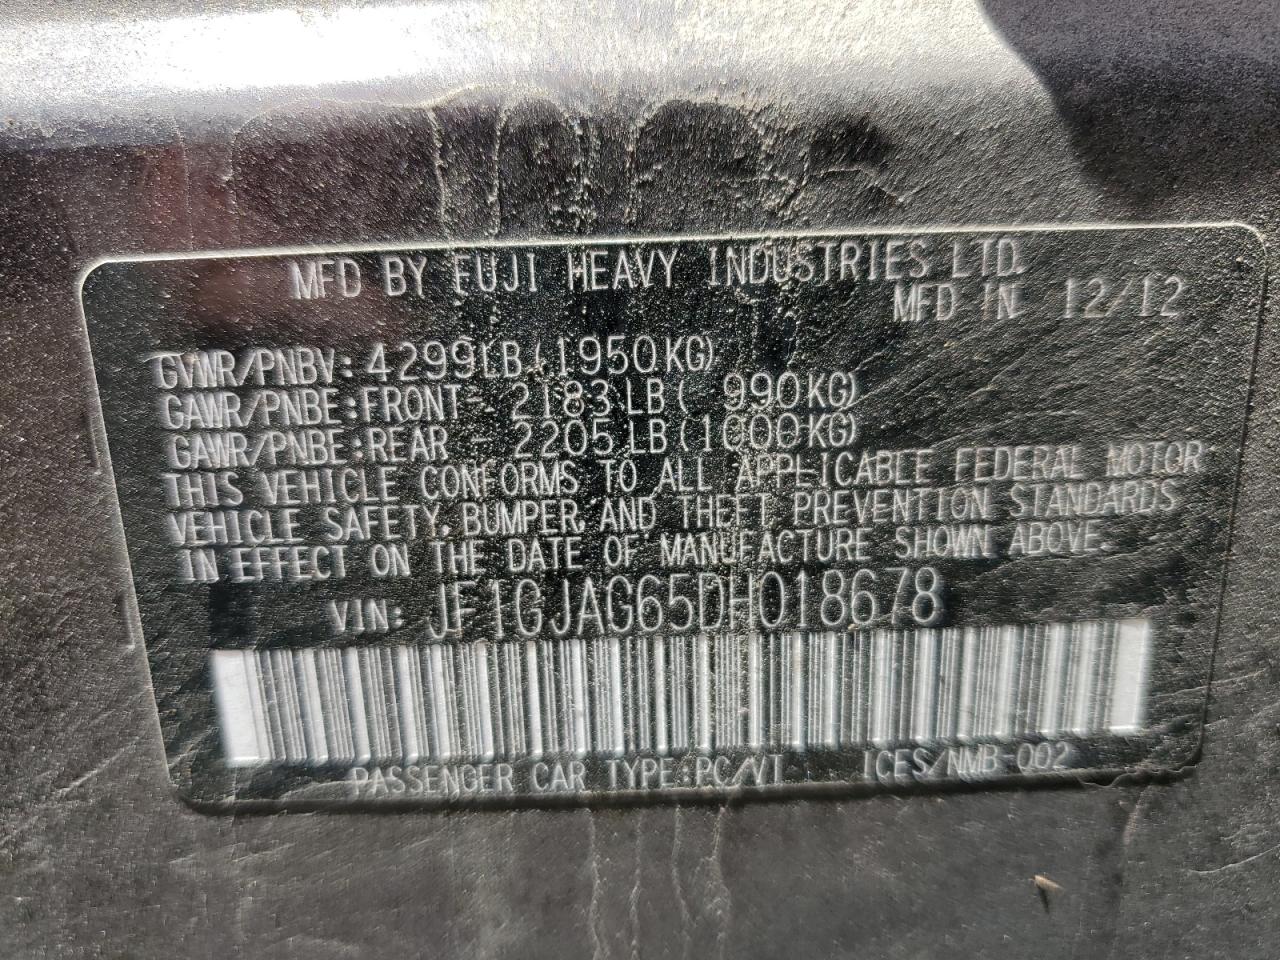 MFD BY FUJI HEAVY INDUSTRIES LTD.
MFD IN 12/12
GVWR/PNBV:4299LB(1950KG)
GAWR/PNBE:FRONT- 2183LB( 990KG)
GAWR/PNBE:REAR - 2205LB(1000KG)
THIS VEHICLE CONFORMS TO ALL APPLICABLE FEDERAL MOTOR
VEHICLE SAFETY, BUMPER, AND THEFT PREVENTION STANDARDS
IN EFFECT ON THE DATE OF MANUFACTURE SHOWN ABOVE.
VIN: JF1GJAG65DH018678
PASSENGER CAR TYPE:PC/VT ICES/NMB-002